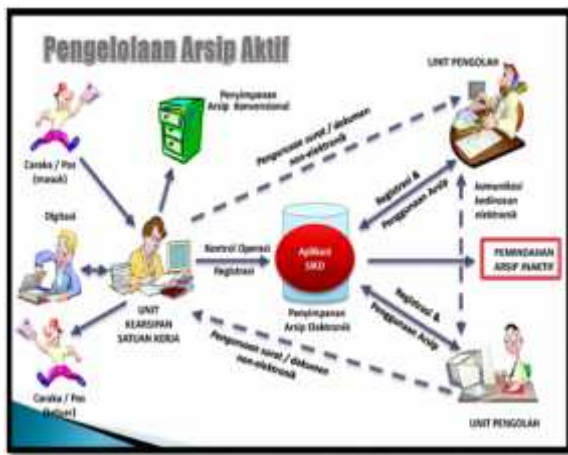 Pengelolaan Arsip Aktif
UNIT PENGOLAH
Penyimpanan
Arsip Konvensional
Caraka / Pos
(masuk)
Pengurusan surat / dokumen
non-elektronik
Registrasi &
Penggunaan Arsip
komunikasi
kedinasan
elektronik
Digitasi
Kontrol Operasi
Registrasi
Aplikasi
SIKD
PEMINDAHAN
ARSIP INAKTIF
UNIT
KEARSIPAN
SATUAN KERJA
Penyimpanan
Arsip Elektronik
Registrasi &
Penggunaan Arsip
Pengurusan surat / dokumen
non-elektronik
Caraka / Pos
(keluar)
UNIT PENGOLAH